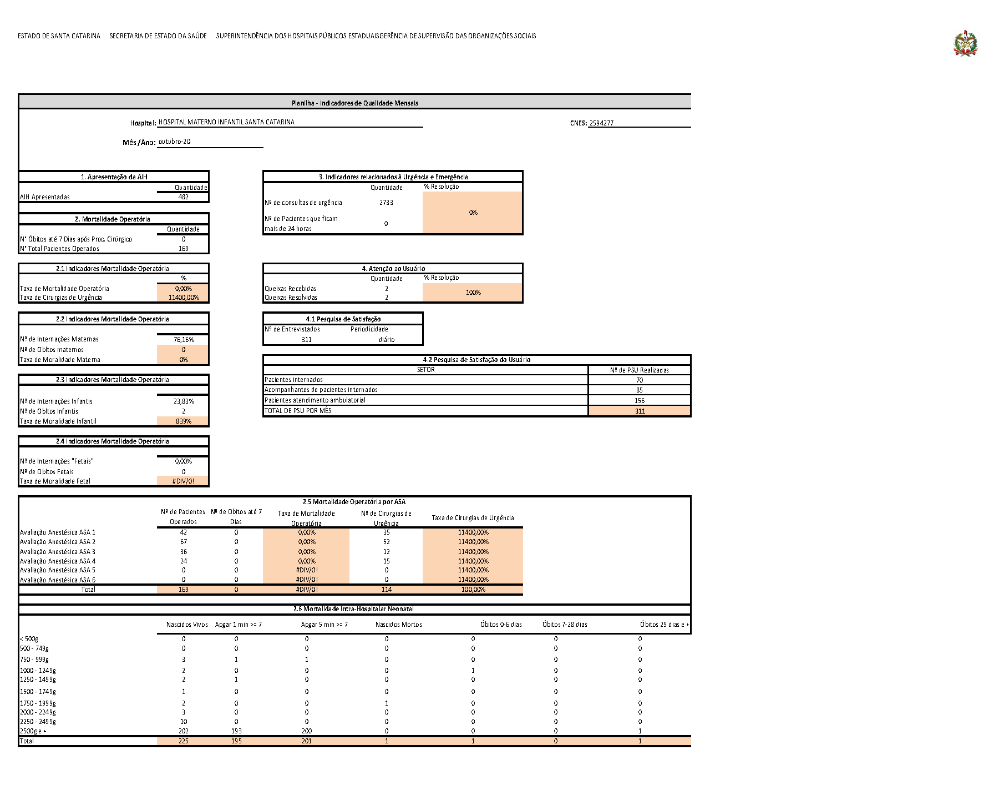 ESTADO DE SANTA CATARINA SECRETARIA DE ESTADO DA SAÚDE SUPERINTENDÊNCIA DOS HOSPITAIS PÚBLICOS ESTADUAISGERÊNCIA DE SUPERVISÃO DAS ORGANIZAÇÕES SOCIAIS
Planilha - Indicadores de Qualidade Mensais
Hospital: HOSPITAL MATERNO INFANTIL SANTA CATARINA CNES: 2594277
Mês /Ano: outubro-20
1. Apresentação da AIH
Quantidade
AIH Apresentadas 482
2. Mortalidade Operatória
Quantidade
N° Óbitos até 7 Dias após Proc. Cirúrgico 0
N° Total Pacientes Operados 169
2.1 Indicadores Mortalidade Operatória
%
Taxa de Mortalidade Operatória 0,00%
Taxa de Cirurgias de Urgência 11400,00%
2.2 Indicadores Mortalidade Operatória
Nº de Internações Maternas 76,16%
Nº de Obítos maternos 0
Taxa de Moralidade Materna 0%
2.3 Indicadores Mortalidade Operatória
Nº de Internações Infantis 23,83%
Nº de Obítos Infantis 2
Taxa de Moralidade Infantil 839%
2.4 Indicadores Mortalidade Operatória
Nº de Internações "Fetais" 0,00%
Nº de Obítos Fetais 0
Taxa de Moralidade Fetal #DIV/0!
3. Indicadores relacionados à Urgência e Emergência
Quantidade % Resolução
Nº de consultas de urgência 2733
0%
Nº de Pacientes que ficam
mais de 24 horas 0
4. Atenção ao Usuário
Quantidade % Resolução
Queixas Recebidas 2
100%
Queixas Resolvidas 2
4.1 Pesquisa de Satisfação
Nº de Entrevistados Periodicidade
311 diário
4.2 Pesquisa de Satisfação do Usuário
SETOR Nº de PSU Realizadas
Pacientes internados 70
Acompanhantes de pacientes internados 85
Pacientes atendimento ambulatorial 156
TOTAL DE PSU POR MÊS 311
2.5 Mortalidade Operatória por ASA
Nº de Pacientes Nº de Obitos até 7 Taxa de Mortalidade Nº de Cirurgias de Taxa de Cirurgias de Urgência
Operados Dias Operatória Urgência
Avaliação Anestésica ASA 1 42 0 0,00% 35 11400,00%
Avaliação Anestésica ASA 2 67 0 0,00% 52 11400,00%
Avaliação Anestésica ASA 3 36 0 0,00% 12 11400,00%
Avaliação Anestésica ASA 4 24 0 0,00% 15 11400,00%
Avaliação Anestésica ASA 5 0 0 #DIV/0! 0 11400,00%
Avaliação Anestésica ASA 6 0 0 #DIV/0! 0 11400,00%
Total 169 0 #DIV/0! 114 100,00%
2.6 Mortalidade Intra-Hospitalar Neonatal
Nascidos Vivos Apgar 1 min >= 7 Apgar 5 min >= 7 Nascidos Mortos Óbitos 0-6 dias Óbitos 7-28 dias Óbitos 29 dias e +
< 500g 0 0 0 0 0 0 0
500 - 749g 0 0 0 0 0 0 0
750 - 999g 3 1 1 0 0 0 0
1000 - 1249g 2 0 0 0 1 0 0
1250 - 1499g 2 1 0 0 0 0 0
1500 - 1749g 1 0 0 0 0 0 0
1750 - 1999g 2 0 0 1 0 0 0
2000 - 2249g 3 0 0 0 0 0 0
2250 - 2499g 10 0 0 0 0 0 0
2500g e + 202 193 200 0 0 0 1
Total 225 195 201 1 1 0 1